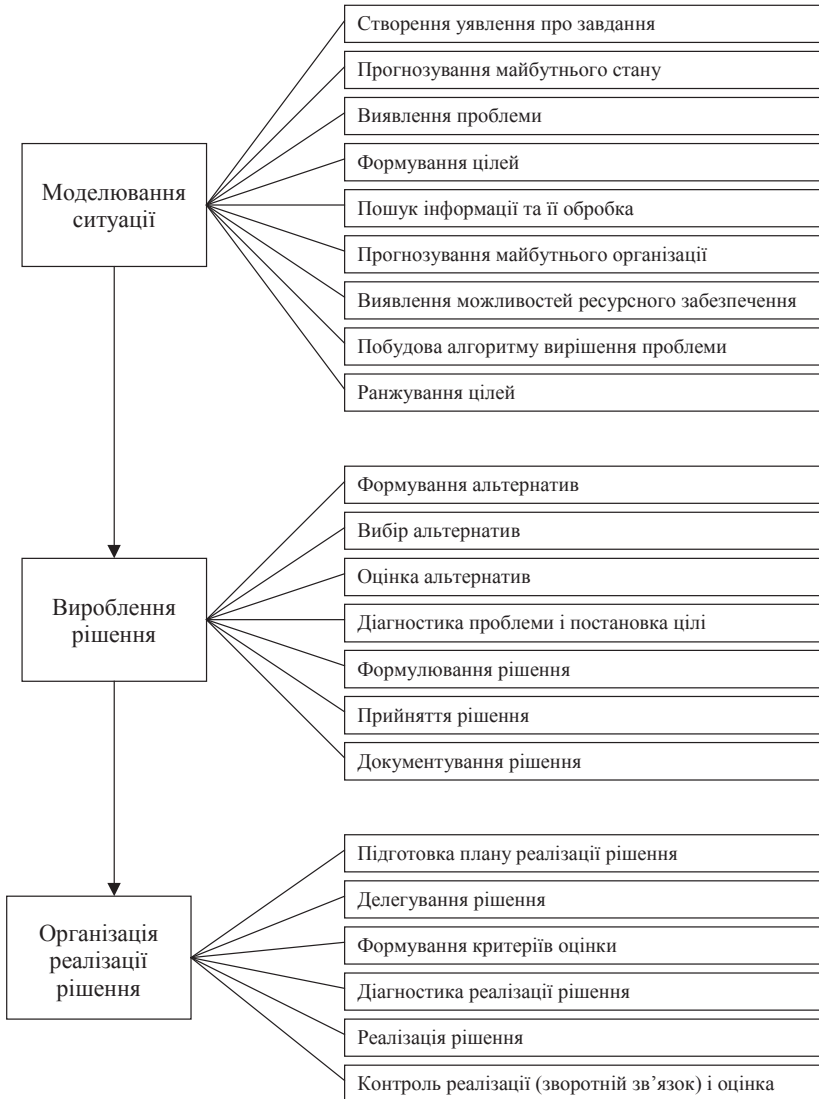 Моделювання
ситуації
Створення уявлення про завдання
Прогнозування майбутнього стану
Виявлення проблеми
Формування цілей
Пошук інформації та її обробка
Прогнозування майбутнього організації
Виявлення можливостей ресурсного забезпечення
Побудова алгоритму вирішення проблеми
Ранжування цілей
Вироблення
рішення
Формування альтернатив
Вибір альтернатив
Оцінка альтернатив
Діагностика проблеми і постановка цілі
Формулювання рішення
Прийняття рішення
Документування рішення
Організація
реалізації
рішення
Підготовка плану реалізації рішення
Делегування рішення
Формування критеріїв оцінки
Діагностика реалізації рішення
Реалізація рішення
Контроль реалізації (зворотній зв’язок) і оцінка